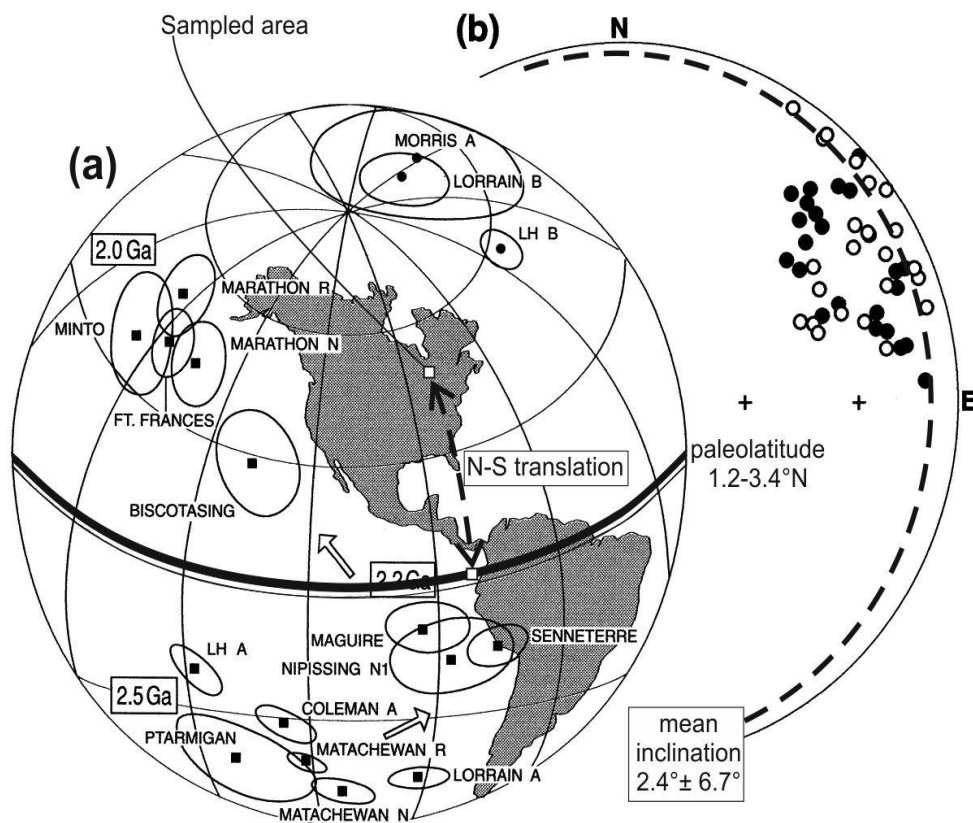 Sampled area
(b)
N
(a)
MORRIS A
LORRAIN B
LH B
2.0 Ga
MARATHON R
MINTO
MARATHON N
FT. FRANCES
E
N-S translation
paleolatitude
1.2-3.4°N
BISCOTASING
2.2 Ga
MAGUIRE
SENNETERRE
NIPISSING N1
LH A
2.5 Ga
COLEMAN A
PTARMIGAN
MATACHEWAN R
LORRAIN A
MATACHEWAN N
mean
inclination
2.4°± 6.7°